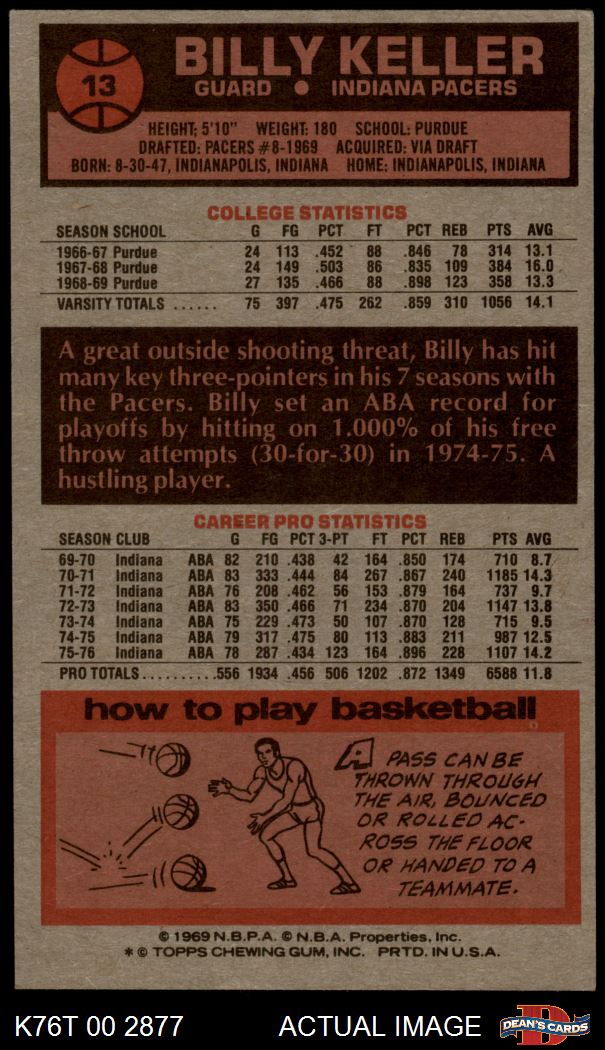 13
BILLY KELLER
GUARD ● INDIANA PACERS
HEIGHT: 5'10" WEIGHT: 180 SCHOOL: PURDUE
DRAFTED: PACERS #8-1969 ACQUIRED: VIA DRAFT
BORN: 8-30-47, INDIANAPOLIS, INDIANA HOME: INDIANAPOLIS, INDIANA
COLLEGE STATISTICS
SEASON SCHOOL G FG PCT FT PCT REB PTS AVG
1966-67 Purdue 24 113 .452 88 .846 78 314 13.1
1967-68 Purdue 24 149 .503 86 .835 109 384 16.0
1968-69 Purdue 27 135 .466 88 .898 123 358 13.3
VARSITY TOTALS ...... 75 397 .475 262 .859 310 1056 14.1
A great outside shooting threat, Billy has hit
many key three-pointers in his 7 seasons with
the Pacers. Billy set an ABA record for
playoffs by hitting on 1.000% of his free
throw attempts (30-for-30) in 1974-75. A
hustling player.
CAREER PRO STATISTICS
SEASON CLUB G FG PCT 3-PT FT PCT REB PTS AVG
69-70 Indiana ABA 82 210 .438 42 164 .850 174 710 8.7
70-71 Indiana ABA 83 333 .444 84 267 .867 240 1185 14.3
71-72 Indiana ABA 76 208 .462 56 153 .879 164 737 9.7
72-73 Indiana ABA 83 350 .466 71 234 .870 204 1147 13.8
73-74 Indiana ABA 75 229 .473 50 107 .870 128 715 9.5
74-75 Indiana ABA 79 317 .475 80 113 .883 211 987 12.5
75-76 Indiana ABA 78 287 .434 123 164 .896 228 1107 14.2
PRO TOTALS..........556 1934 .456 506 1202 .872 1349 6588 11.8
how to play basketball
A PASS CAN BE
THROWN THROUGH
THE AIR, BOUNCED
OR ROLLED AC-
ROSS THE FLOOR
OR HANDED TO A
TEAMMATE.
© 1969 N.B.P.A. © N.B.A. Properties, Inc.
* © TOPPS CHEWING GUM, INC. PRTD. IN U.S.A.
K76T 00 2877 ACTUAL IMAGE
D
DEAN'S CARDS